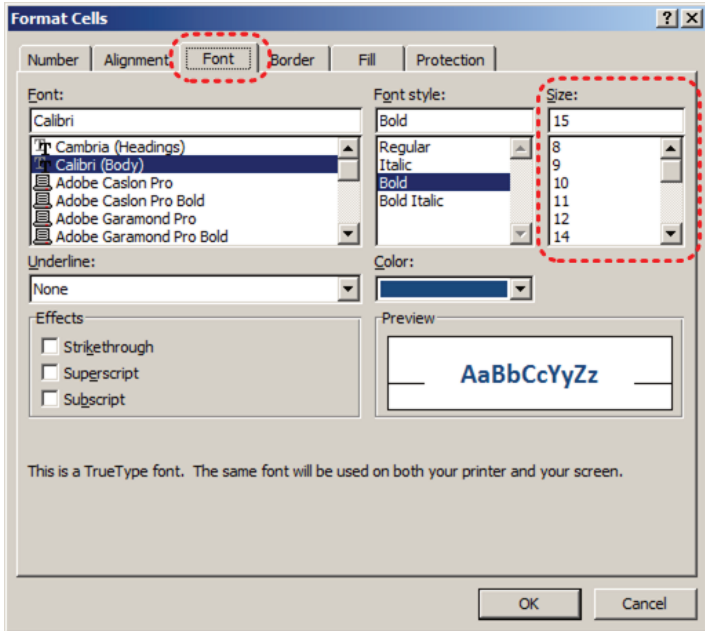 Format Cells
Number Alignment Font Border Fill Protection
Font:
Calibri
Cambria (Headings)
Calibri (Body)
Adobe Caslon Pro
Adobe Caslon Pro Bold
Adobe Garamond Pro
Adobe Garamond Pro Bold
Font style:
Bold
Regular
Italic
Bold
Bold Italic
Size:
15
8
9
10
11
12
14
Underline:
None
Color:
Effects
Strikethrough
Superscript
Subscript
Preview
AaBbCcYyZz
This is a TrueType font. The same font will be used on both your printer and your screen.
OK Cancel